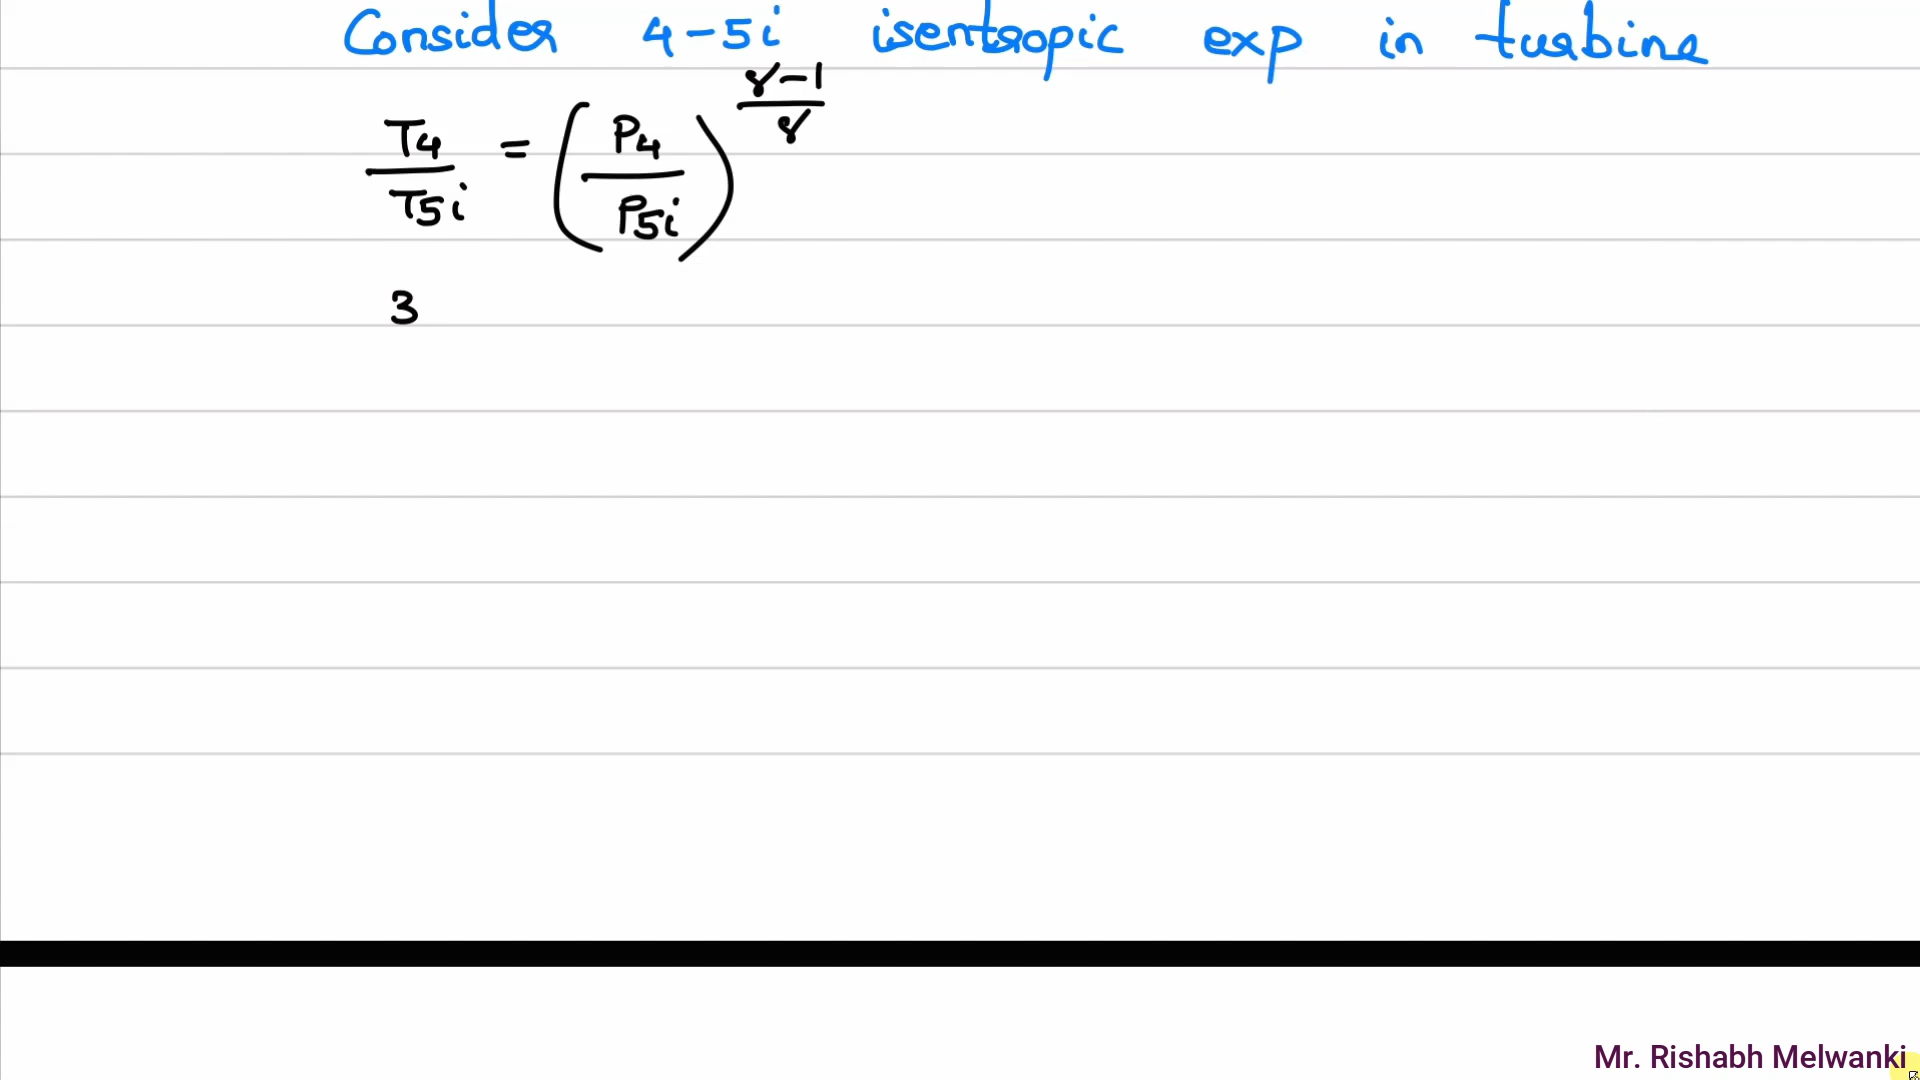 Consider 4-5i isentropic exp in turbine
T4/T5i = (P4/P5i)^((γ-1)/γ)
3
Mr. Rishabh Melwanki